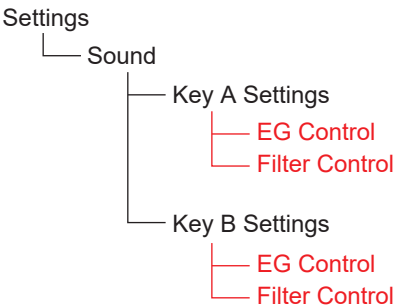 Settings
Sound
Key A Settings
EG Control
Filter Control
Key B Settings
EG Control
Filter Control